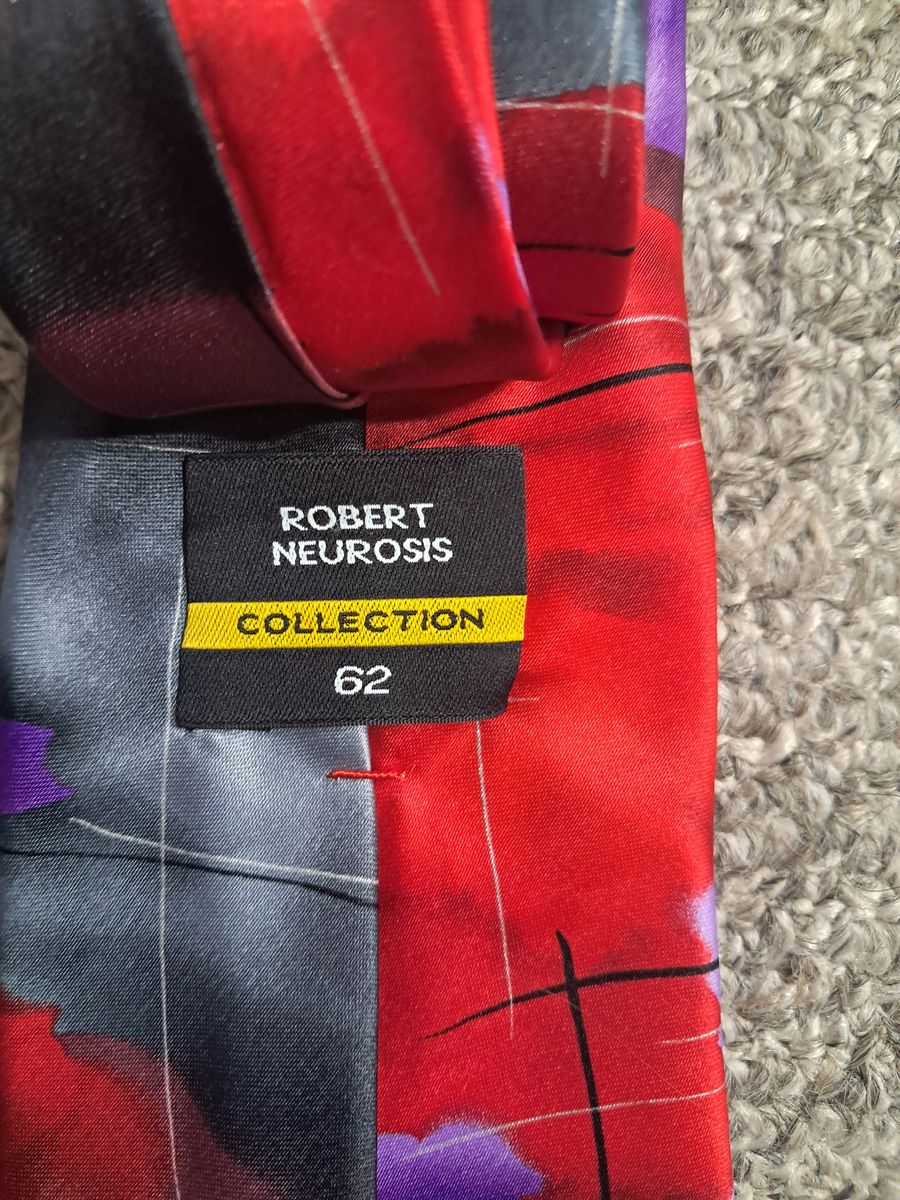 ROBERT
NEUROSIS
COLLECTION
62